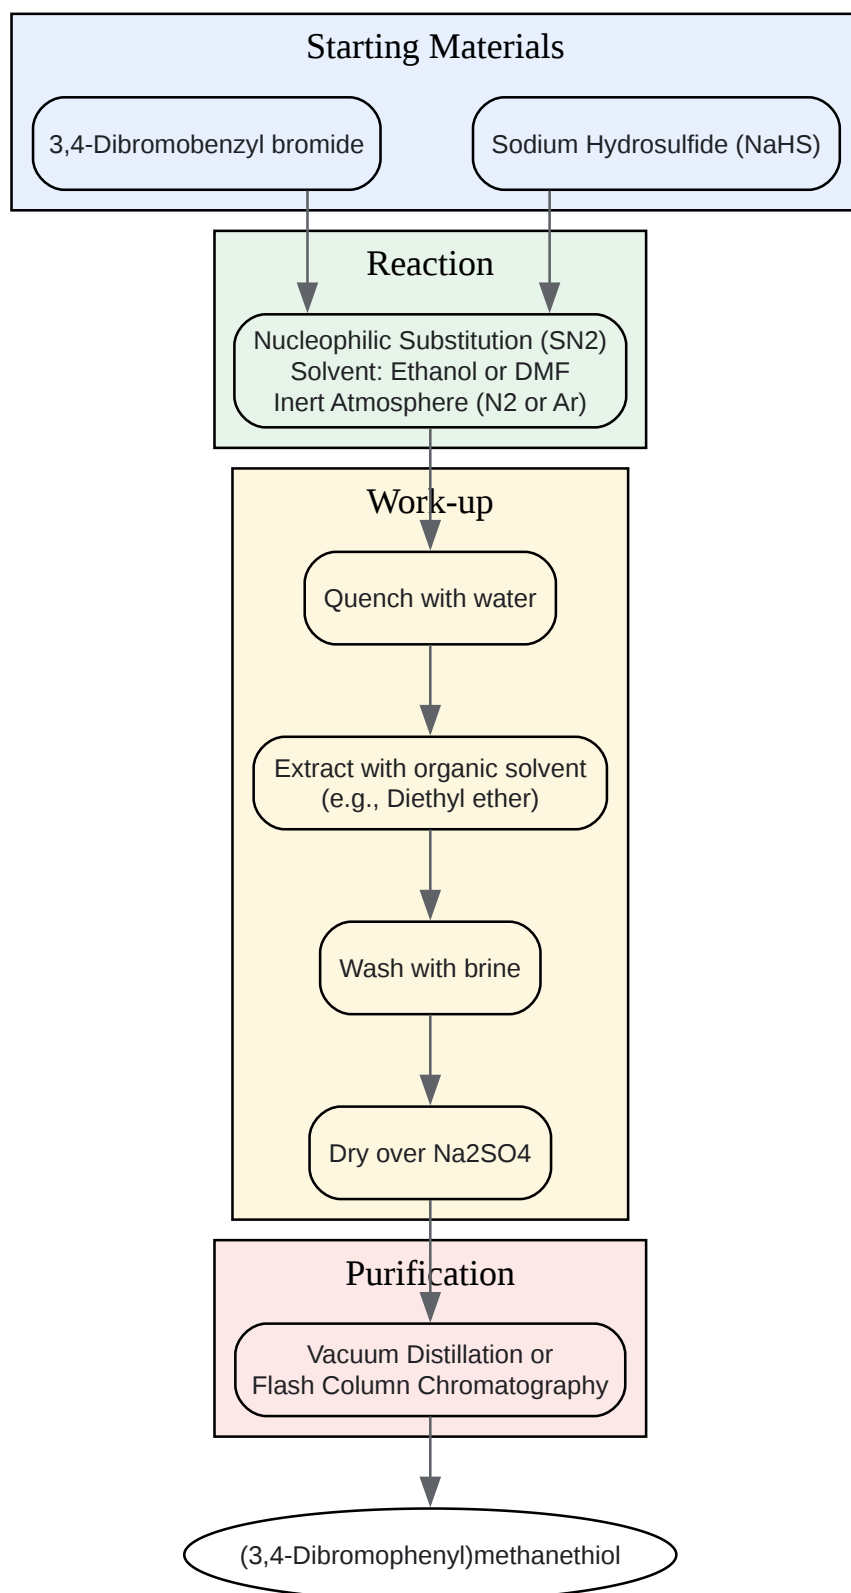 Starting Materials
3,4-Dibromobenzyl bromide
Sodium Hydrosulfide (NaHS)
Reaction
Nucleophilic Substitution (SN2)
Solvent: Ethanol or DMF
Inert Atmosphere (N2 or Ar)
Work-up
Quench with water
Extract with organic solvent
(e.g., Diethyl ether)
Wash with brine
Dry over Na2SO4
Purification
Vacuum Distillation or
Flash Column Chromatography
(3,4-Dibromophenyl)methanethiol